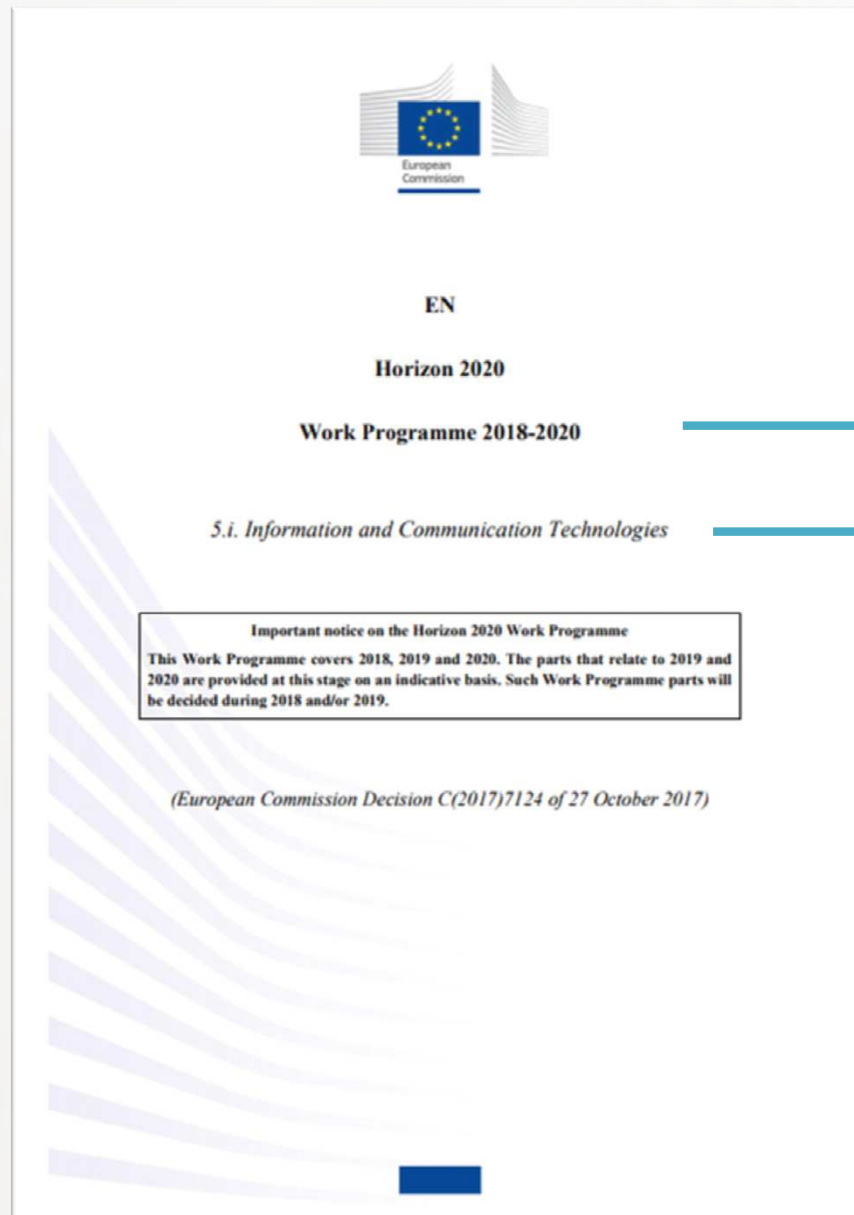 European
Commission
EN
Horizon 2020
Work Programme 2018-2020
5.i. Information and Communication Technologies
Important notice on the Horizon 2020 Work Programme
This Work Programme covers 2018, 2019 and 2020. The parts that relate to 2019 and
2020 are provided at this stage on an indicative basis. Such Work Programme parts will
be decided during 2018 and/or 2019.
(European Commission Decision C(2017)7124 of 27 October 2017)